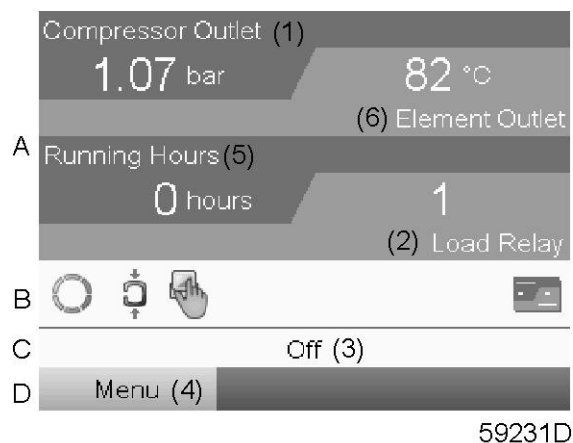 Compressor Outlet (1)
1.07 bar 82 °C
(6) Element Outlet
A
Running Hours (5)
0 hours 1
(2) Load Relay
B
C Off (3)
D Menu (4)
59231D